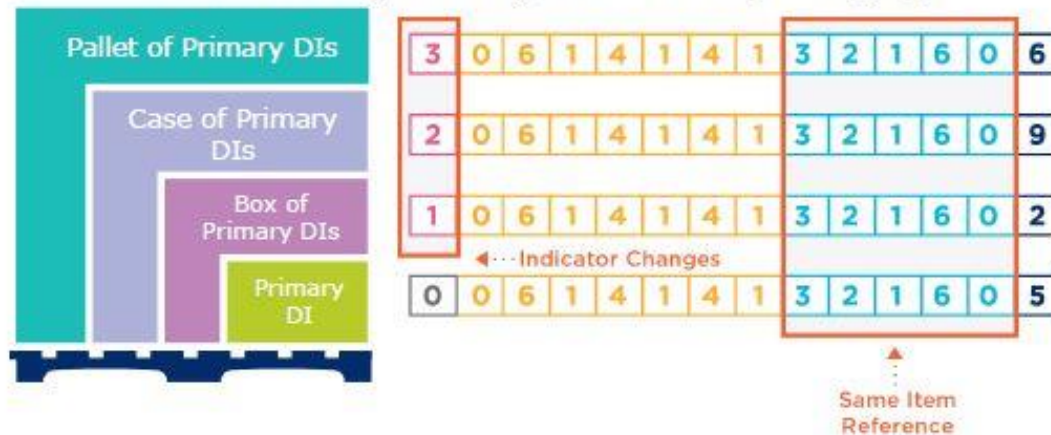 Pallet of Primary DIs
3 0 6 1 4 1 4 1 3 2 1 6 0 6
Case of Primary
DIs
2 0 6 1 4 1 4 1 3 2 1 6 0 9
Box of
Primary DIs
1 0 6 1 4 1 4 1 3 2 1 6 0 2
Indicator Changes
Primary
DI
0 0 6 1 4 1 4 1 3 2 1 6 0 5
Same Item
Reference